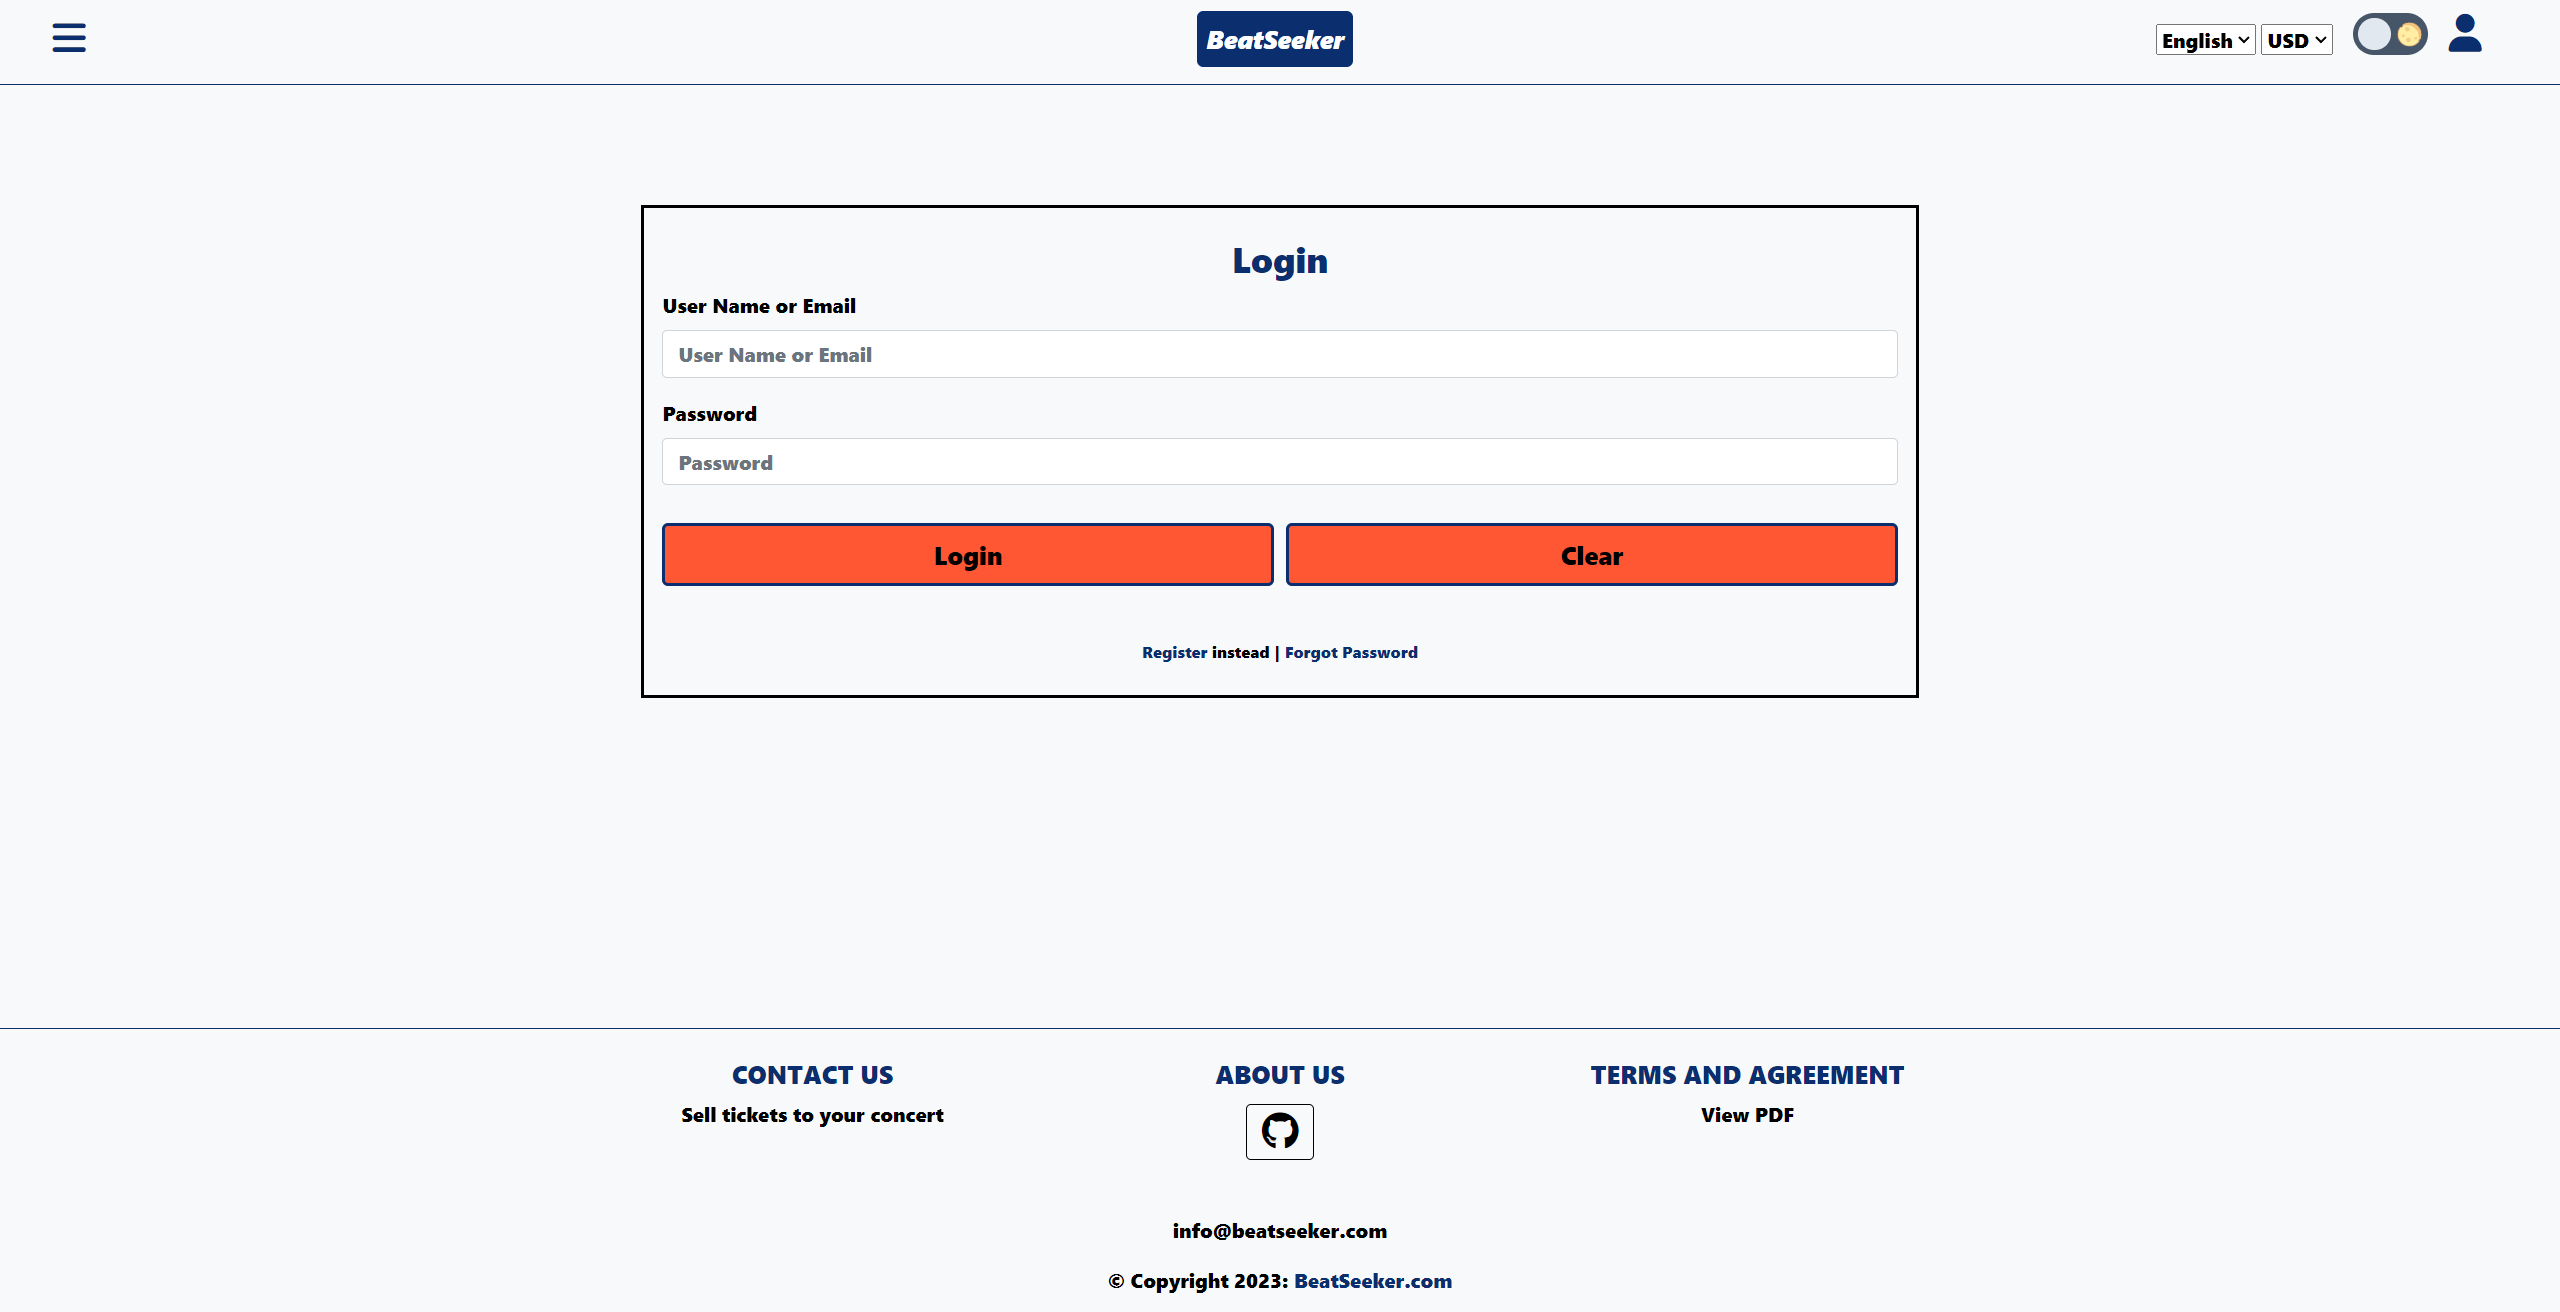 BeatSeeker
English USD
Login
User Name or Email
User Name or Email
Password
Password
Login Clear
Register instead | Forgot Password
CONTACT US
Sell tickets to your concert
ABOUT US
TERMS AND AGREEMENT
View PDF
info@beatseeker.com
© Copyright 2023: BeatSeeker.com